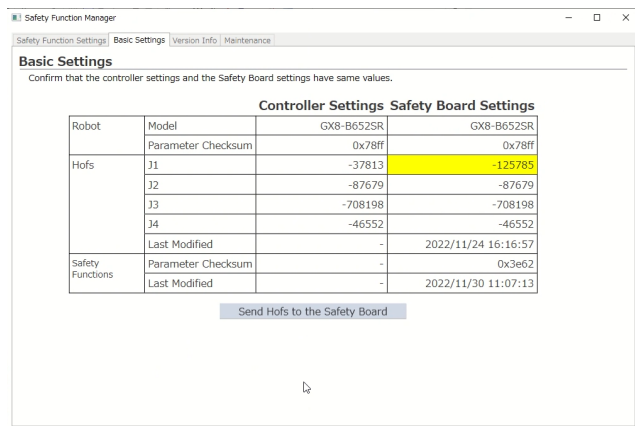 Safety Function Manager
Safety Function Settings Basic Settings Version Info Maintenance
Basic Settings
Confirm that the controller settings and the Safety Board settings have same values.
Controller Settings Safety Board Settings
Robot Model GX8-B652SR GX8-B652SR
Parameter Checksum 0x78ff 0x78ff
Hofs J1 -37813 -125785
J2 -87679 -87679
J3 -708198 -708198
J4 -46552 -46552
Last Modified - 2022/11/24 16:16:57
Safety Functions Parameter Checksum - 0x3e62
Last Modified - 2022/11/30 11:07:13
Send Hofs to the Safety Board